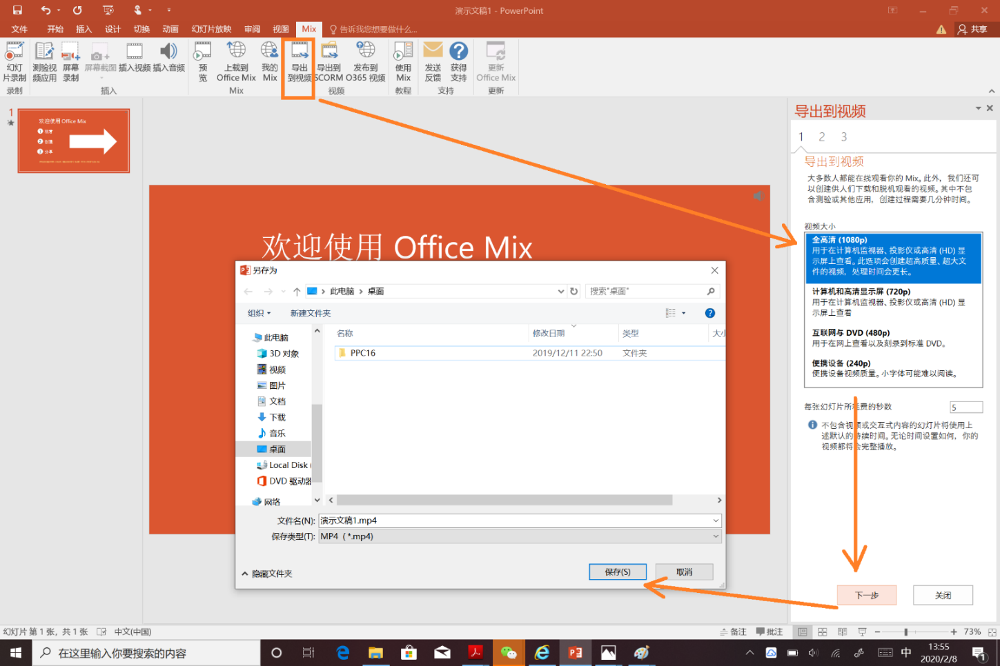 演示文稿1 - PowerPoint
文件 开始 插入 设计 切换 动画 幻灯片放映 审阅 视图 Mix 告诉我您想要做什么... 共享
幻灯片录制
测验视频应用
屏幕录制
屏幕截图
插入视频
插入音频
预览
上载到 Office Mix
我的 Mix
导出到视频
导出到 SCORM
发布到 O365 视频
使用 Mix
发送反馈
获得支持
更新 Office Mix
录制 插入 Mix 视频 教程 支持 更新
1
欢迎使用 Office Mix
1
2
3 分享
欢迎使用 Office Mix
另存为
此电脑 桌面
搜索"桌面"
组织 新建文件夹
名称 修改日期 类型 大小
PPC16 2019/12/11 22:50 文件夹
此电脑
3D 对象
视频
图片
文档
下载
音乐
桌面
Local Disk (
DVD 驱动器
网络
文件名(N): 演示文稿1.mp4
保存类型(T): MP4 ( *.mp4)
隐藏文件夹
保存(S) 取消
导出到视频
1 2 3
导出到视频
大多数人都能在线观看你的 Mix。此外，我们还可
以创建供人们下载和脱机观看的视频。其中不包
含测验或其他应用，创建过程需要几分钟时间。
视频大小
全高清 (1080p)
用于在计算机监视器、投影仪或高清 (HD) 显
示屏上查看。此选项会创建超高质量、超大文
件的视频，处理时间会更长。
计算机和高清显示屏 (720p)
用于在计算机监视器、投影仪或高清 (HD) 显
示屏上查看
互联网与 DVD (480p)
用于在网上查看以及刻录到标准 DVD。
便携设备 (240p)
便携设备视频质量。小字体可能难以阅读。
每张幻灯片所耗费的秒数 5
不包含视频或交互式内容的幻灯片将使用上
述默认的持续时间。无论时间设置如何，你的
视频都将会完整播放。
下一步 关闭
幻灯片 第 1 张，共 1 张 中文(中国) 备注 批注 73%
在这里输入你要搜索的内容
中
13:55
2020/2/8
1